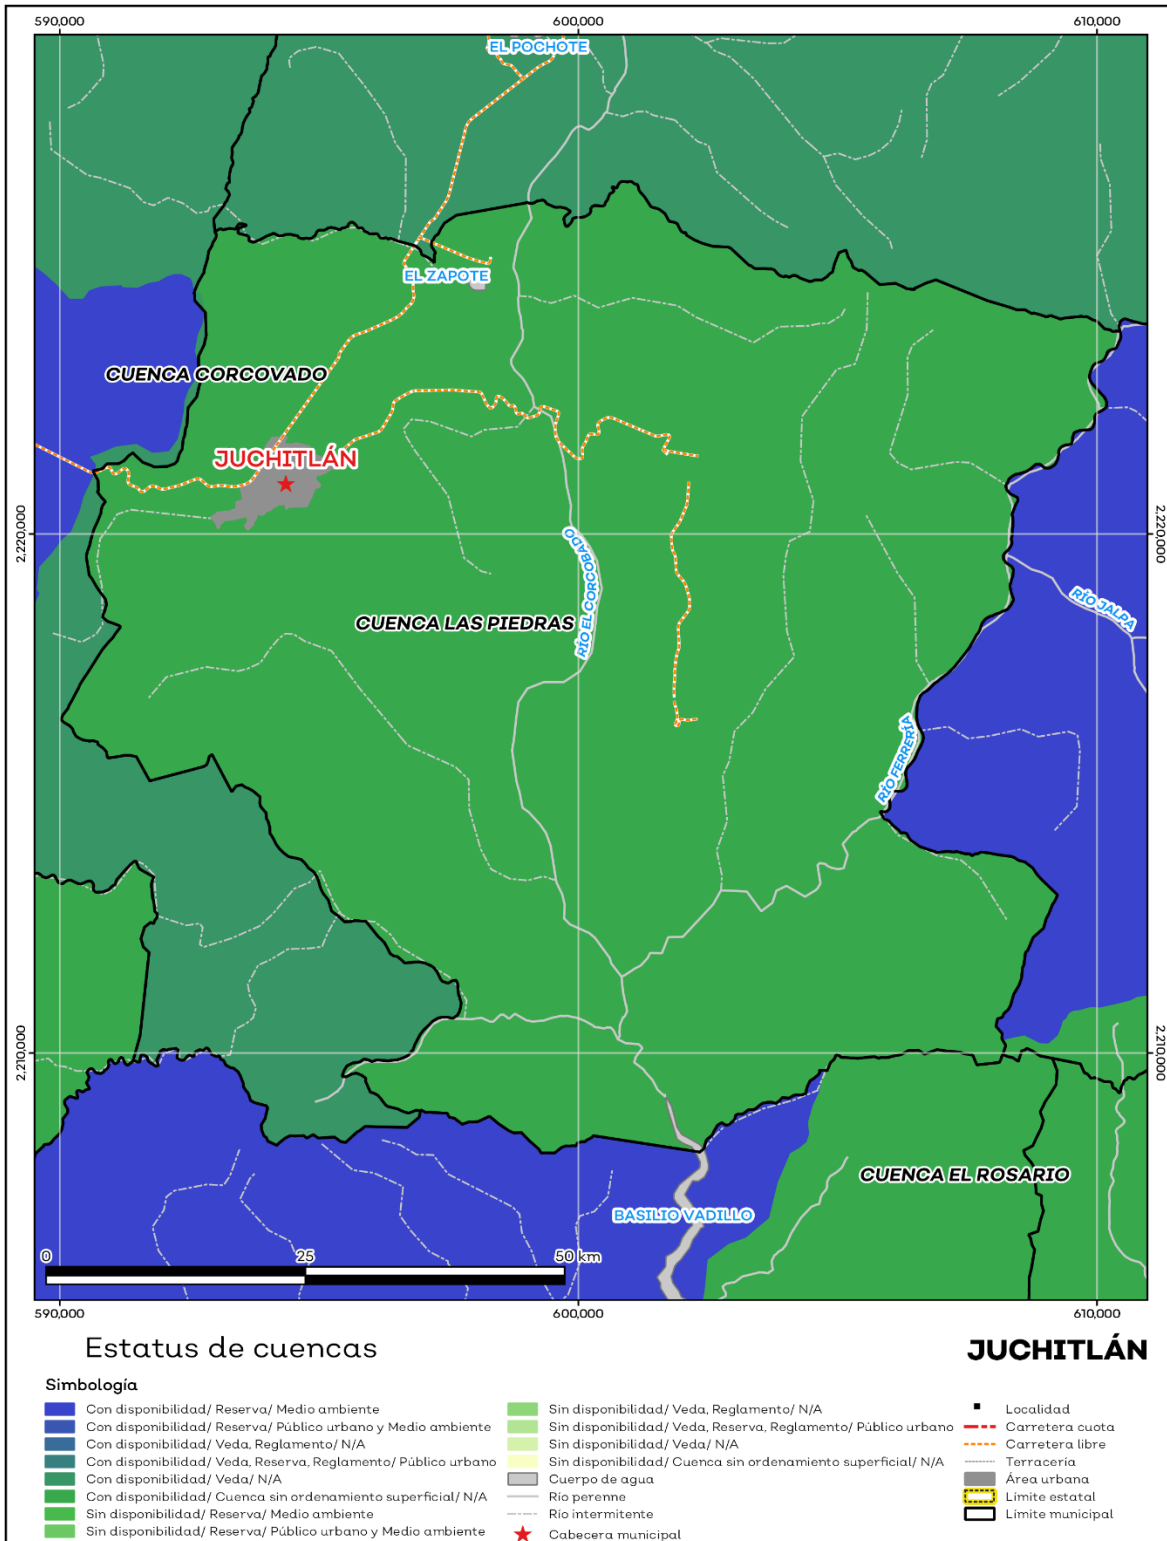 590,000
600,000
610,000
EL POCHOTE
EL ZAPOTE
CUENCA CORCOVADO
JUCHITLÁN
2,220,000
2,220,000
RÍO EL CORCOBADO
RÍO JALPA
CUENCA LAS PIEDRAS
RÍO FERRERÍA
2,210,000
2,210,000
CUENCA EL ROSARIO
BASILIO VADILLO
0
25
50 km
590,000
600,000
610,000
Estatus de cuencas
JUCHITLÁN
Simbología
Con disponibilidad/ Reserva/ Medio ambiente
Con disponibilidad/ Reserva/ Público urbano y Medio ambiente
Con disponibilidad/ Veda, Reglamento/ N/A
Con disponibilidad/ Veda, Reserva, Reglamento/ Público urbano
Con disponibilidad/ Veda/ N/A
Con disponibilidad/ Cuenca sin ordenamiento superficial/ N/A
Sin disponibilidad/ Reserva/ Medio ambiente
Sin disponibilidad/ Reserva/ Público urbano y Medio ambiente
Sin disponibilidad/ Veda, Reglamento/ N/A
Sin disponibilidad/ Veda, Reserva, Reglamento/ Público urbano
Sin disponibilidad/ Veda/ N/A
Sin disponibilidad/ Cuenca sin ordenamiento superficial/ N/A
Cuerpo de agua
Río perenne
Río intermitente
Cabecera municipal
Localidad
Carretera cuota
Carretera libre
Terracería
Área urbana
Límite estatal
Límite municipal